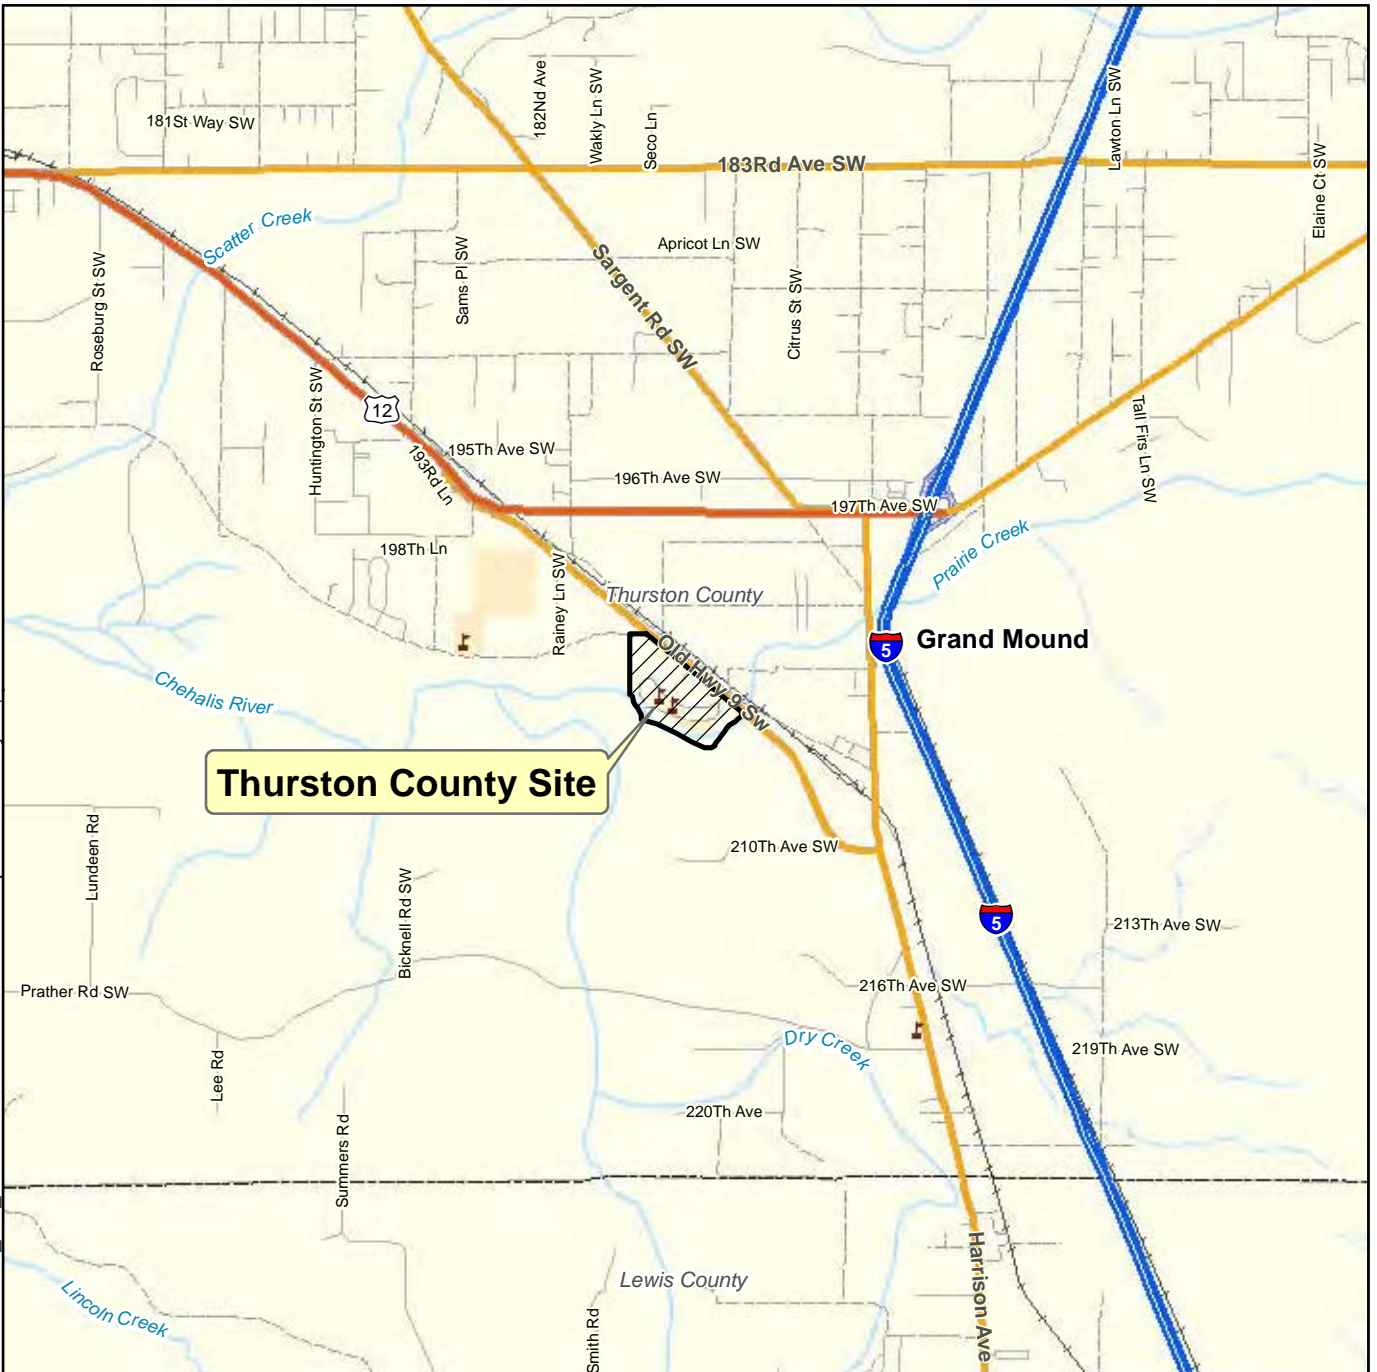 182Nd Ave
Wakly Ln SW
Seco Ln
Lawton Ln SW
181St Way SW
183Rd Ave SW
Elaine Ct SW
Scatter Creek
Apricot Ln SW
Sams Pl SW
Roseburg St SW
Sargent Rd SW
Citrus St SW
Huntington St SW
12
Tall Firs Ln SW
195Th Ave SW
193Rd Ln
196Th Ave SW
197Th Ave SW
198Th Ln
Prairie Creek
Rainey Ln SW
Thurston County
5
Grand Mound
Old Hwy 9 Sw
Chehalis River
Thurston County Site
210Th Ave SW
Lundeen Rd
Bicknell Rd SW
5
213Th Ave SW
Prather Rd SW
216Th Ave SW
Dry Creek
219Th Ave SW
Lee Rd
220Th Ave
Summers Rd
Lewis County
Harrison Ave
Lincoln Creek
Smith Rd